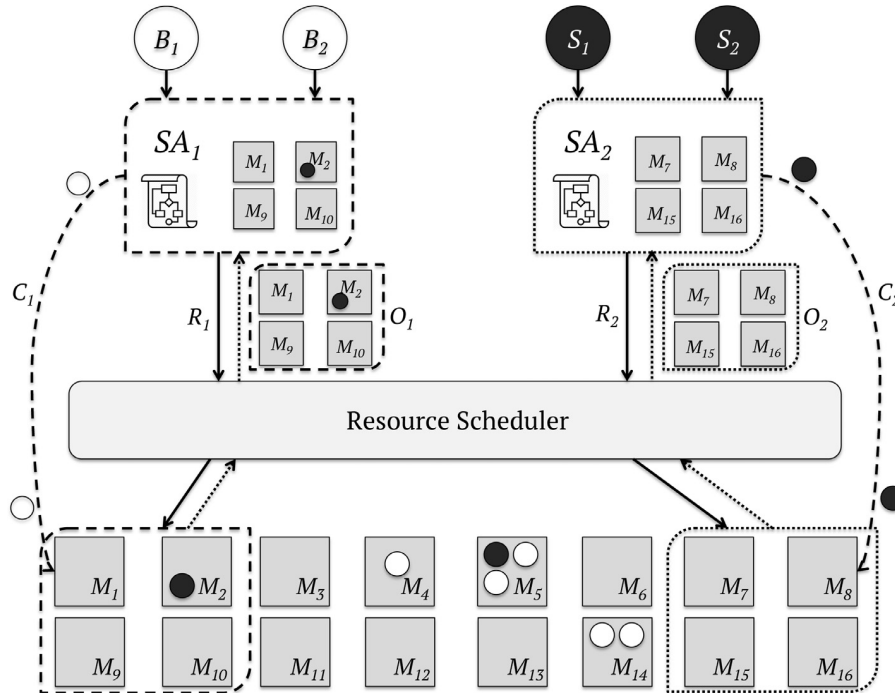 B1 B2 S1 S2
SA1 M1 M2 SA2 M7 M8
M9 M10 M15 M16
C1 R1 M1 M2 O1 R2 M7 M8 O2 C2
M9 M10 M15 M16
Resource Scheduler
M1 M2 M3 M4 M5 M6 M7 M8
M9 M10 M11 M12 M13 M14 M15 M16